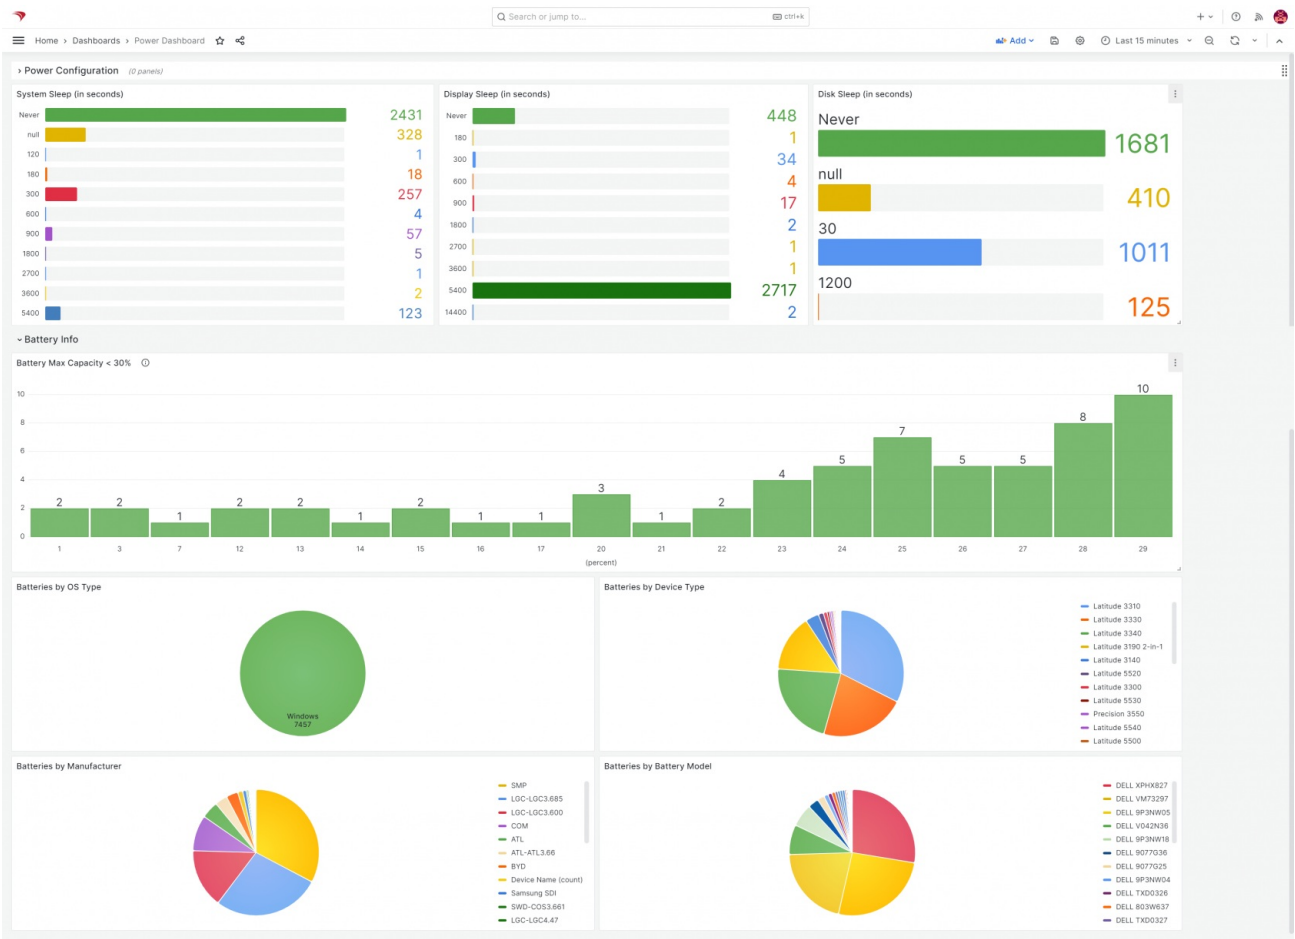 Search or jump to...
ctrl+k
Home › Dashboards › Power Dashboard
Add
Last 15 minutes
Power Configuration (0 panels)
System Sleep (in seconds)
Never 2431
null 328
120 1
180 18
300 257
600 4
900 57
1800 5
2700 1
3600 2
5400 123
Display Sleep (in seconds)
Never 448
180 1
300 34
600 4
900 17
1800 2
2700 1
3600 1
5400 2717
14400 2
Disk Sleep (in seconds)
Never
1681
null
410
30
1011
1200
125
Battery Info
Battery Max Capacity < 30%
10
8
6
4
2
0
2 2 1 2 2 1 2 1 1 3 1 2 4 5 7 5 5 8 10
1 3 7 12 13 14 15 16 17 20 21 22 23 24 25 26 27 28 29
(percent)
Batteries by OS Type
Windows
7457
Batteries by Device Type
Latitude 3310
Latitude 3330
Latitude 3340
Latitude 3190 2-in-1
Latitude 3140
Latitude 5520
Latitude 3300
Latitude 5530
Precision 3550
Latitude 5540
Latitude 5500
Batteries by Manufacturer
SMP
LGC-LGC3.685
LGC-LGC3.600
COM
ATL
ATL-ATL3.66
BYD
Device Name (count)
Samsung SDI
SWD-COS3.661
LGC-LGC4.47
Batteries by Battery Model
DELL XPHX827
DELL VM73297
DELL 9P3NW05
DELL V042N36
DELL 9P3NW18
DELL 9077G36
DELL 9077G25
DELL 9P3NW04
DELL TXD0326
DELL 803W637
DELL TXD0327